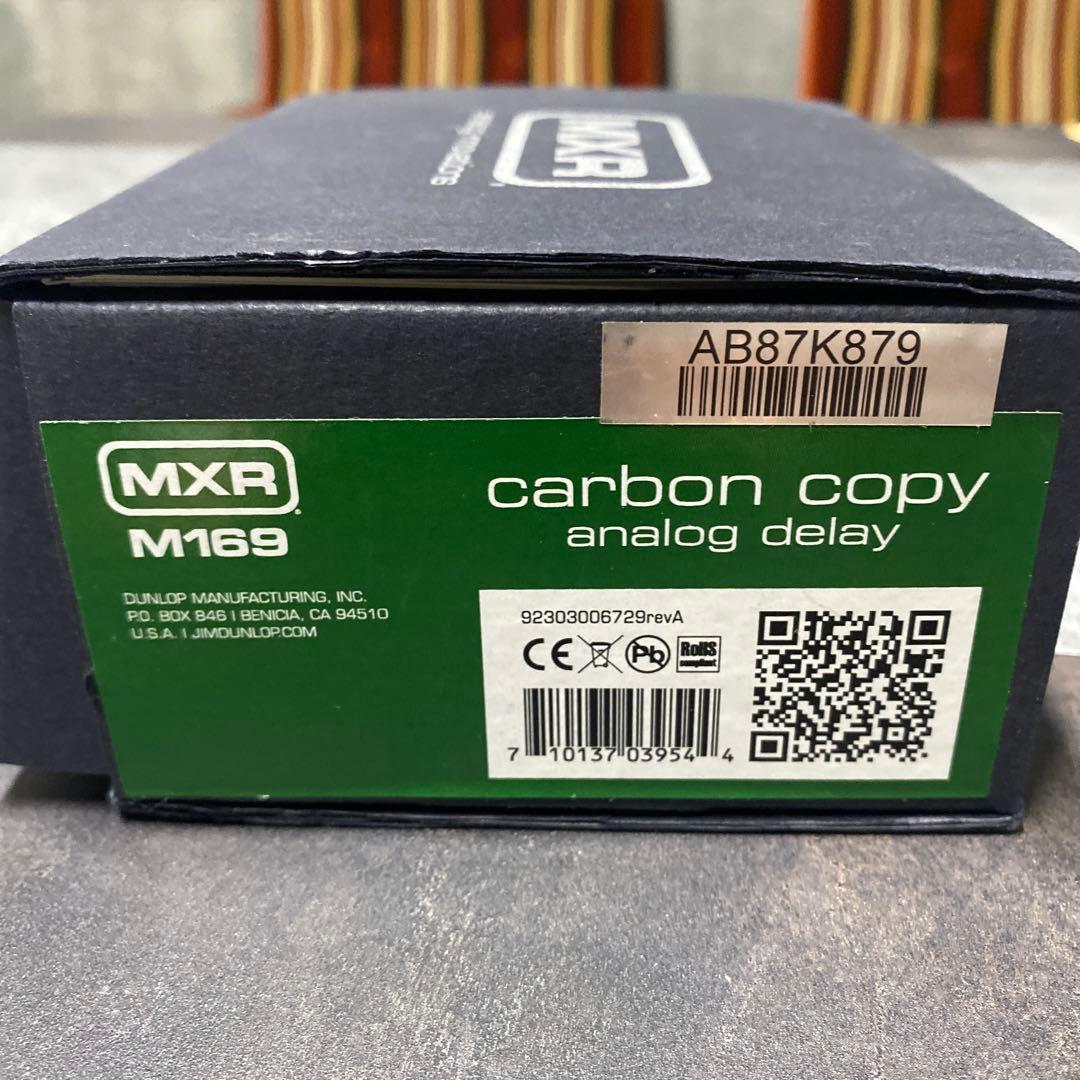 MXR
AB87K879
MXR
M169
carbon copy
analog delay
DUNLOP MANUFACTURING, INC.
P.O. BOX 846 | BENICIA, CA 94510
U.S.A. | JIMDUNLOP.COM
92303006729revA
CE
Pb
RoHS
compliant
7 10137 03954 4